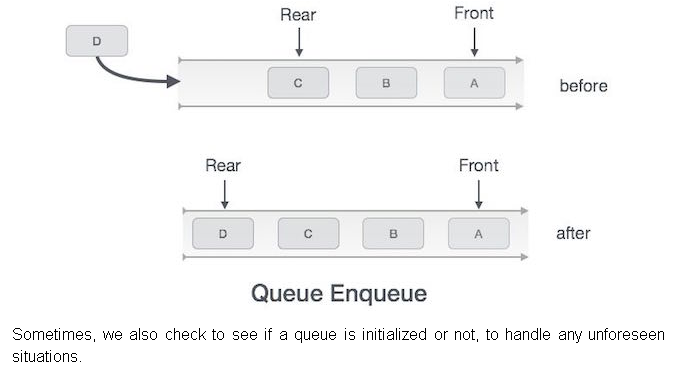 Rear Front
D
C B A
before
Rear Front
D C B A
after
Queue Enqueue
Sometimes, we also check to see if a queue is initialized or not, to handle any unforeseen
situations.